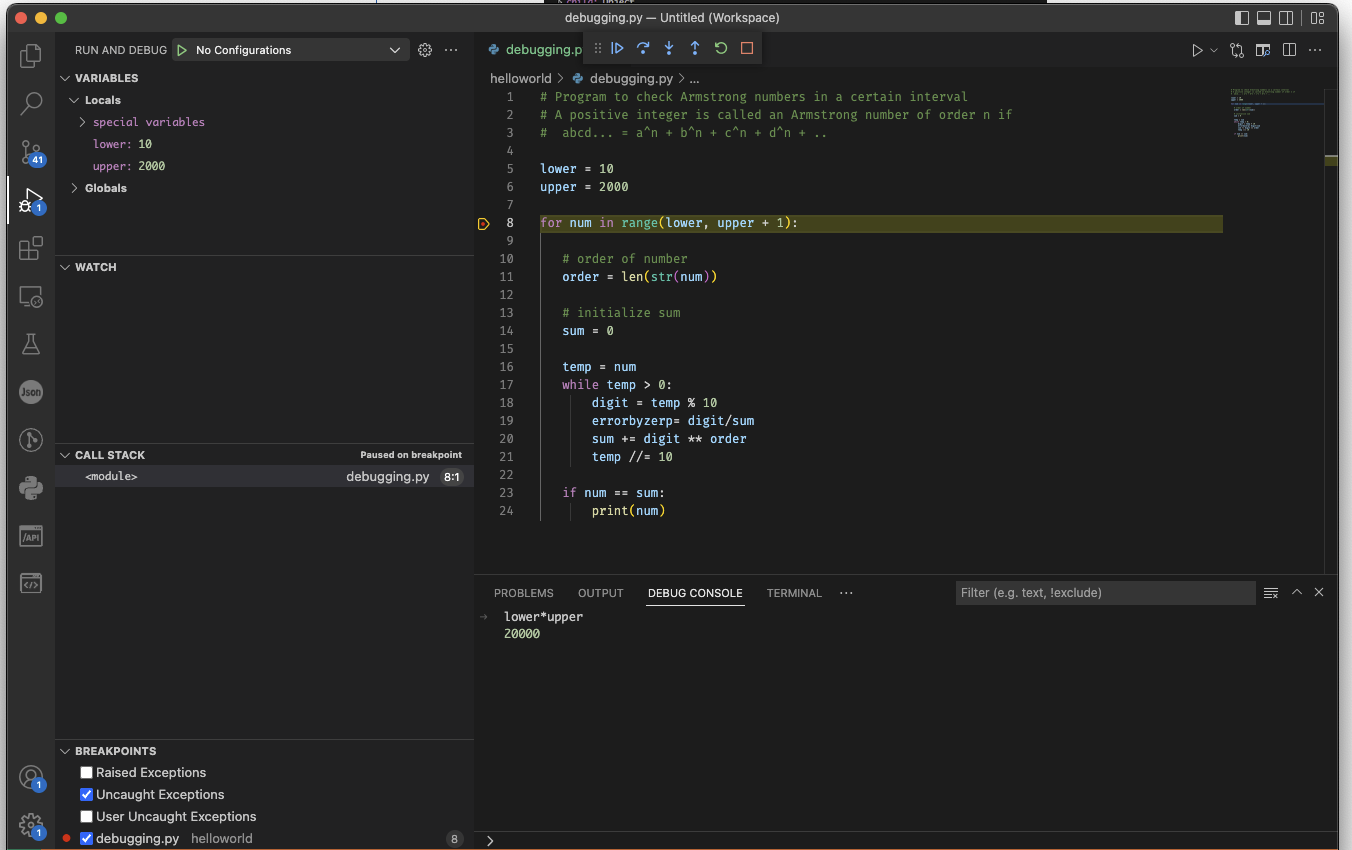 debugging.py — Untitled (Workspace)
RUN AND DEBUG No Configurations
VARIABLES
Locals
special variables
lower: 10
upper: 2000
Globals
WATCH
CALL STACK Paused on breakpoint
<module> debugging.py 8:1
BREAKPOINTS
Raised Exceptions
Uncaught Exceptions
User Uncaught Exceptions
debugging.py helloworld 8
41
1
Json
/API
1
1
debugging.py
helloworld > debugging.py > ...
1 # Program to check Armstrong numbers in a certain interval
2 # A positive integer is called an Armstrong number of order n if
3 #  abcd... = a^n + b^n + c^n + d^n + ..
4
5 lower = 10
6 upper = 2000
7
8 for num in range(lower, upper + 1):
9
10    # order of number
11    order = len(str(num))
12
13    # initialize sum
14    sum = 0
15
16    temp = num
17    while temp > 0:
18        digit = temp % 10
19        errorbyzerp= digit/sum
20        sum += digit ** order
21        temp //= 10
22
23    if num == sum:
24        print(num)
PROBLEMS OUTPUT DEBUG CONSOLE TERMINAL ··· Filter (e.g. text, !exclude)
lower*upper
20000